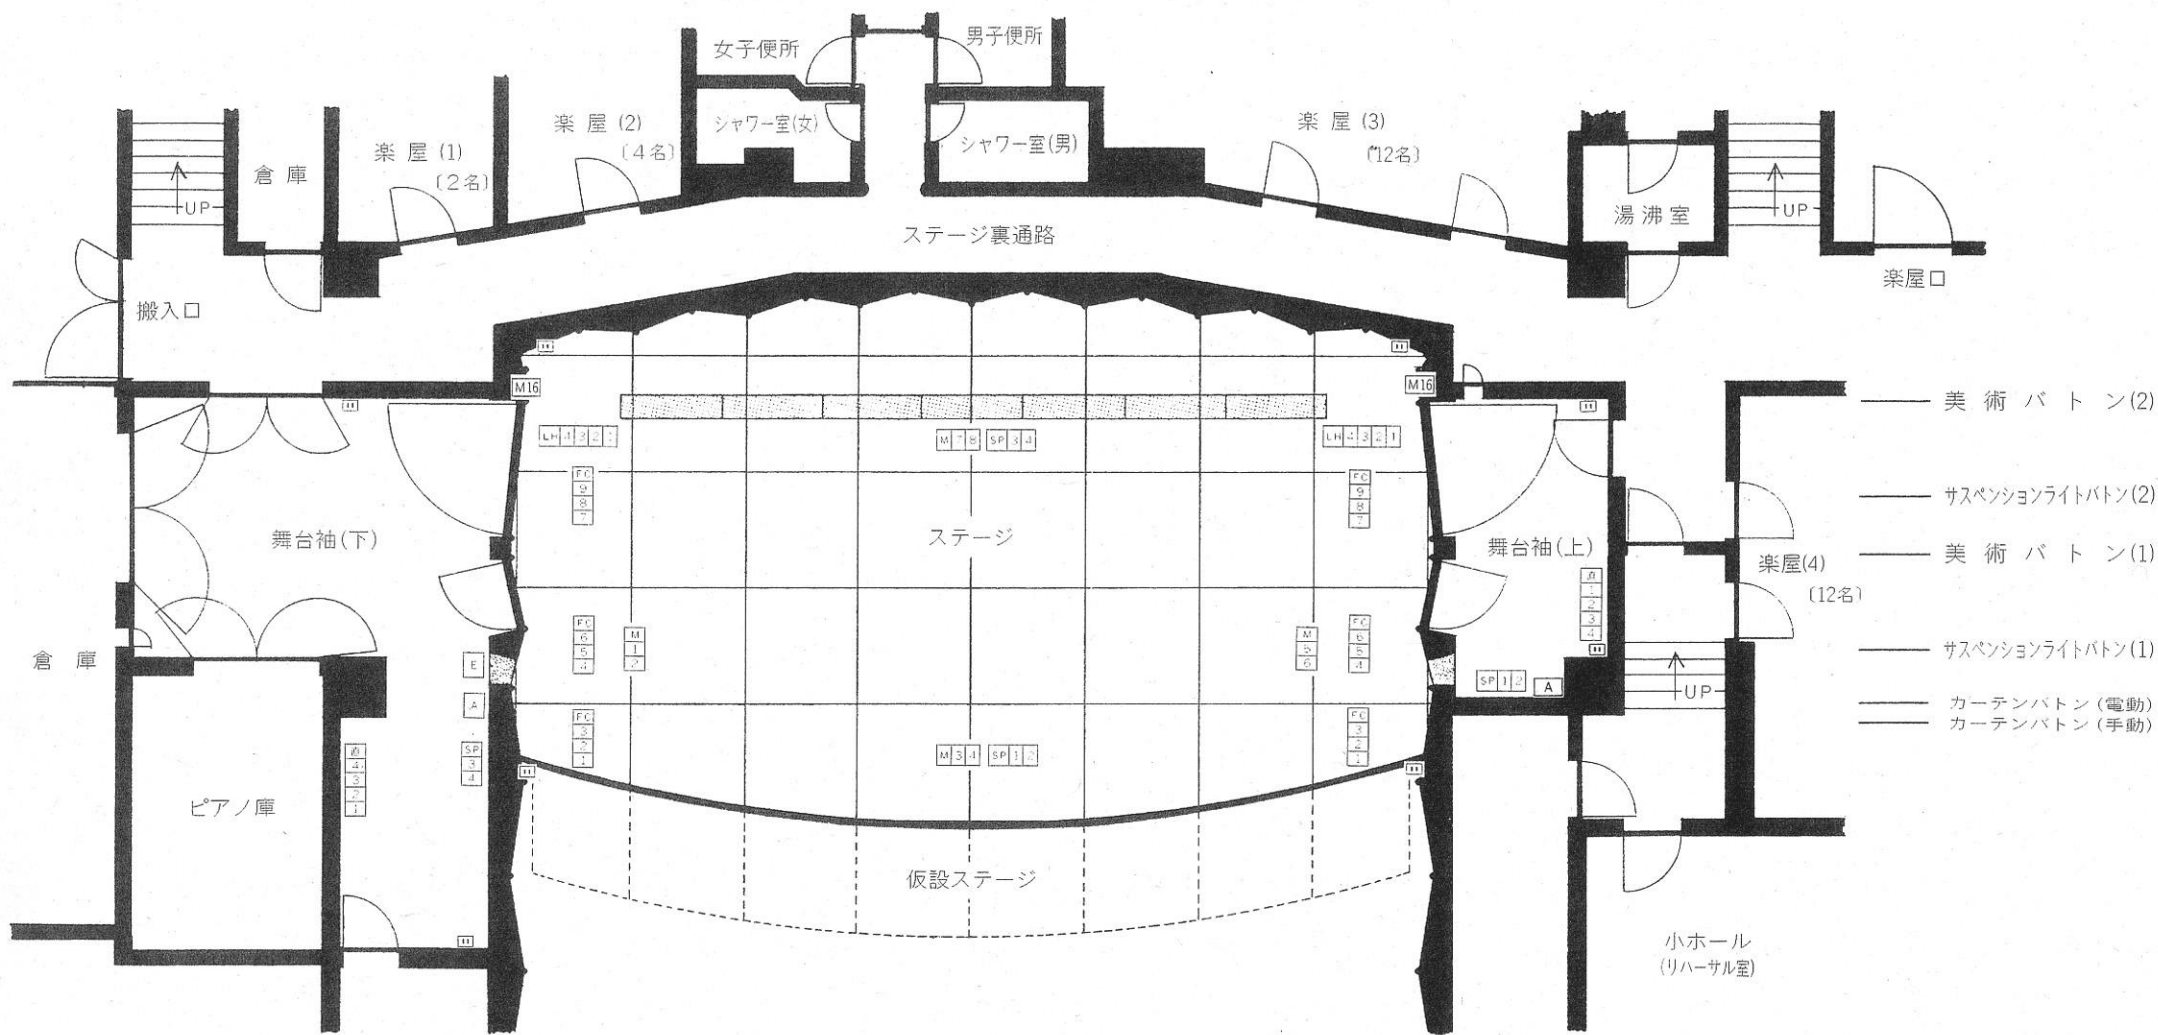 女子便所
男子便所
シャワー室(女)
シャワー室(男)
楽屋(1)
〔2名〕
楽屋(2)
〔4名〕
楽屋(3)
〔12名〕
倉庫
UP
湯沸室
UP
楽屋口
搬入口
ステージ裏通路
M16
M16
LH 4 3 2 1
M 7 8
SP 3 4
LH 4 3 2 1
FC
9
8
7
FC
9
8
7
舞台袖(下)
ステージ
舞台袖(上)
直
1
2
3
4
楽屋(4)
〔12名〕
美術バトン(2)
サスペンションライトバトン(2)
美術バトン(1)
サスペンションライトバトン(1)
カーテンバトン(電動)
カーテンバトン(手動)
倉庫
E
A
FC
6
5
4
M
1
2
M
5
6
FC
6
5
4
SP 1 2
A
UP
ピアノ庫
直
4
3
2
1
SP
3
4
FC
3
2
1
M 3 4
SP 1 2
FC
3
2
1
仮設ステージ
小ホール
(リハーサル室)